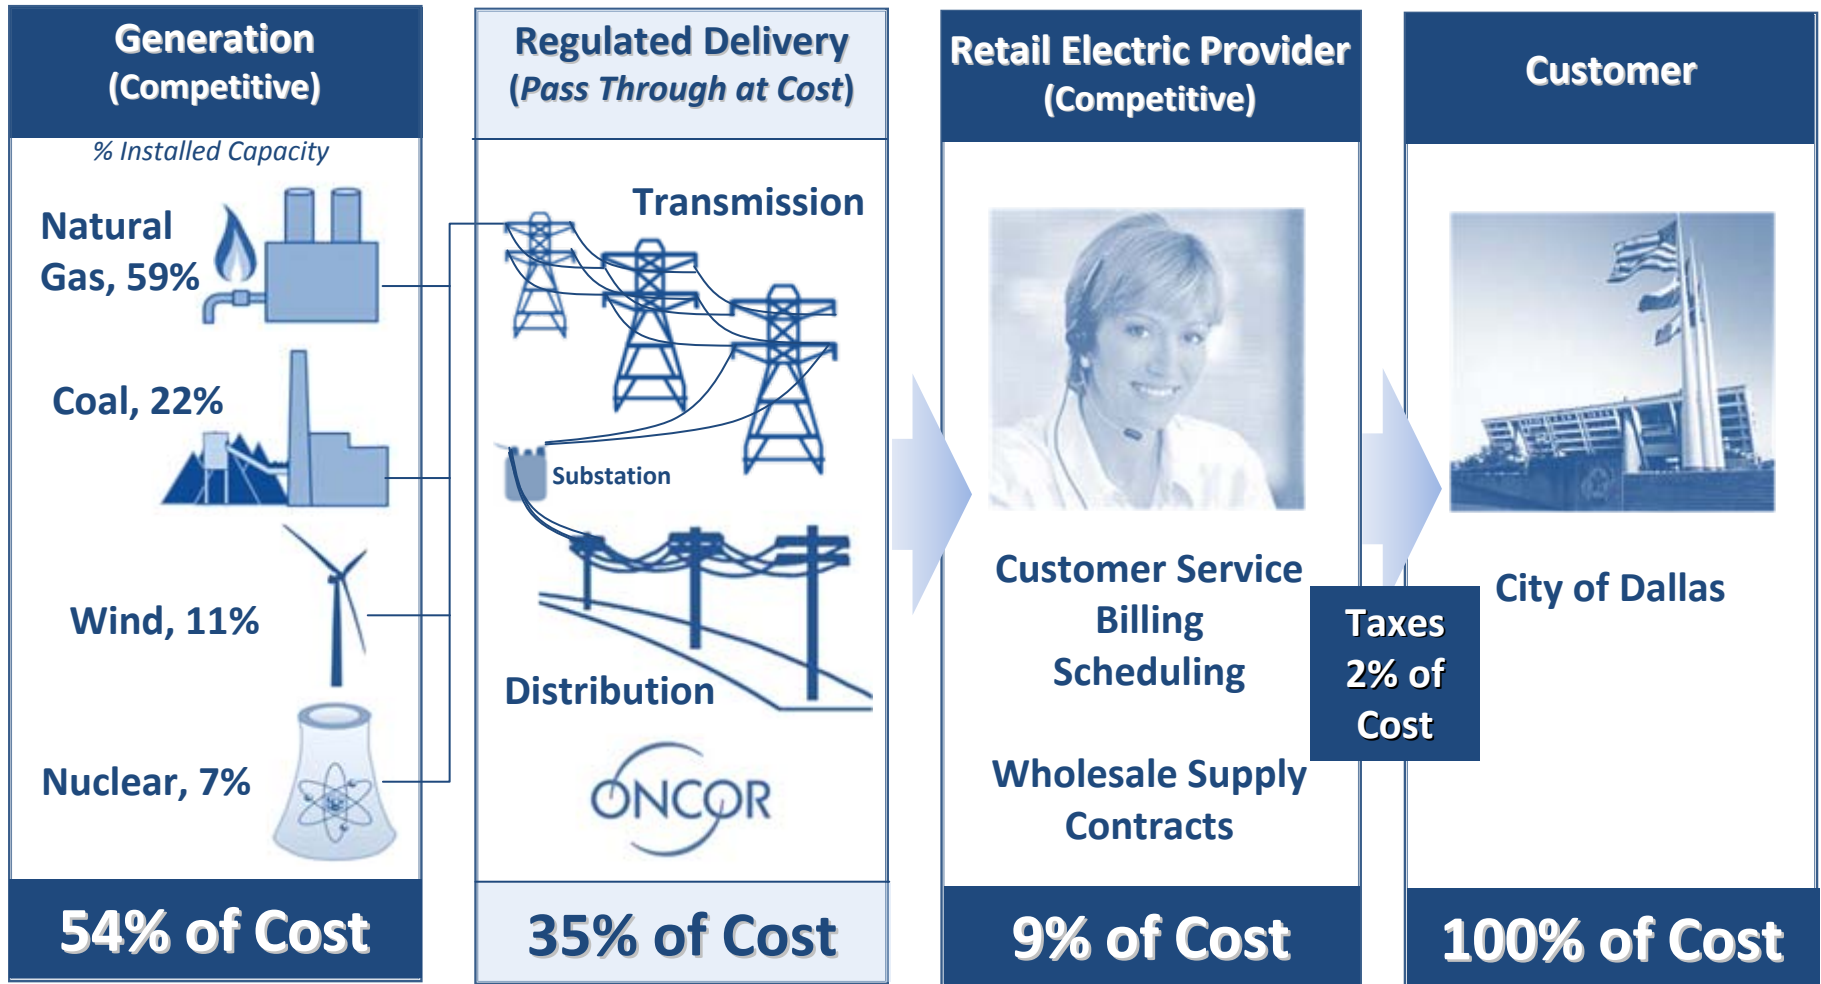 Generation
(Competitive)
% Installed Capacity
Natural
Gas, 59%
Coal, 22%
Wind, 11%
Nuclear, 7%
54% of Cost
Regulated Delivery
(Pass Through at Cost)
Transmission
Substation
Distribution
ONCOR
35% of Cost
Retail Electric Provider
(Competitive)
Customer Service
Billing
Scheduling
Wholesale Supply
Contracts
9% of Cost
Taxes
2% of
Cost
Customer
City of Dallas
100% of Cost